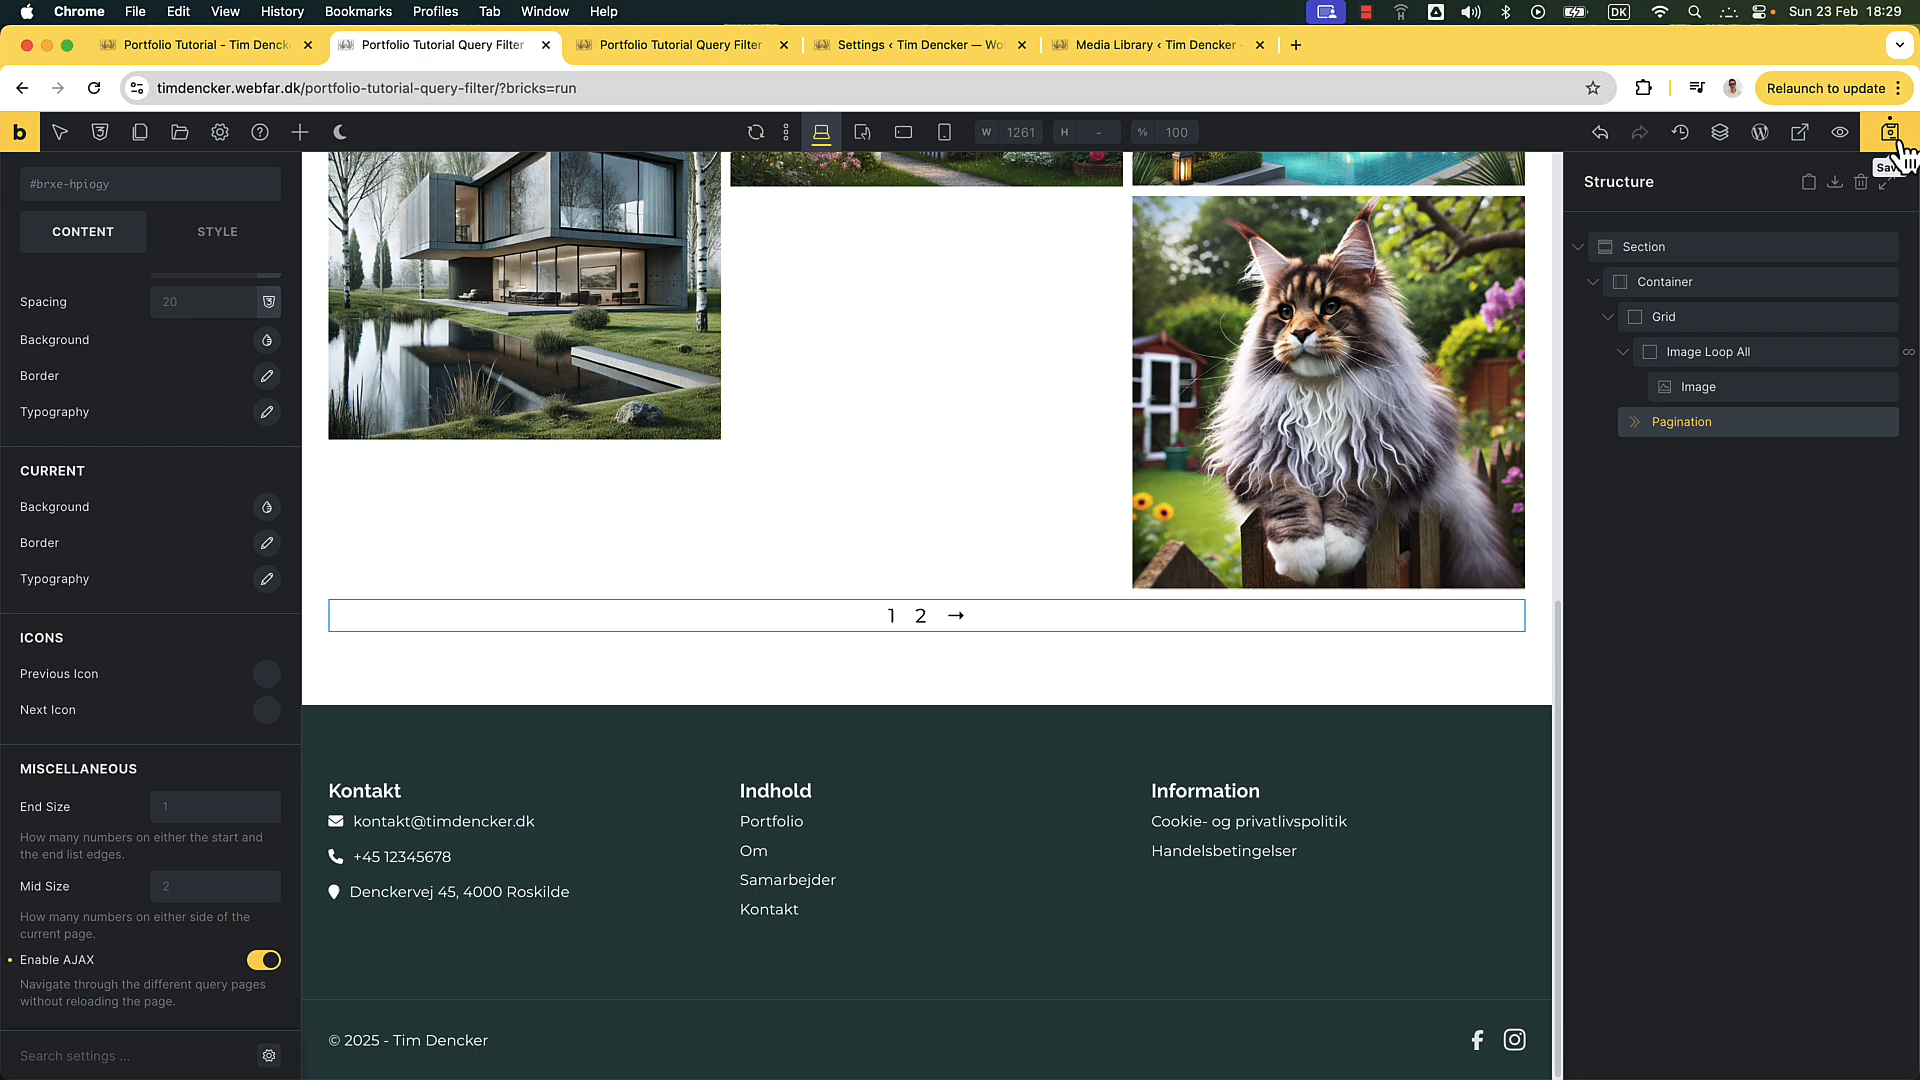 Chrome File Edit View History Bookmarks Profiles Tab Window Help
DK
Sun 23 Feb 18:29
Portfolio Tutorial - Tim Dencke
Portfolio Tutorial Query Filter
Portfolio Tutorial Query Filter
Settings ‹ Tim Dencker — Wo
Media Library ‹ Tim Dencker
timdencker.webfar.dk/portfolio-tutorial-query-filter/?bricks=run
Relaunch to update
b
W 1261
H -
% 100
#brxe-hpiogy
CONTENT
STYLE
Spacing
20
Background
Border
Typography
CURRENT
Background
Border
Typography
ICONS
Previous Icon
Next Icon
MISCELLANEOUS
End Size
1
How many numbers on either the start and
the end list edges.
Mid Size
2
How many numbers on either side of the
current page.
Enable AJAX
Navigate through the different query pages
without reloading the page.
Search settings ...
1 2 →
Kontakt
kontakt@timdencker.dk
+45 12345678
Denckervej 45, 4000 Roskilde
Indhold
Portfolio
Om
Samarbejder
Kontakt
Information
Cookie- og privatlivspolitik
Handelsbetingelser
© 2025 - Tim Dencker
Structure
Section
Container
Grid
Image Loop All
Image
Pagination